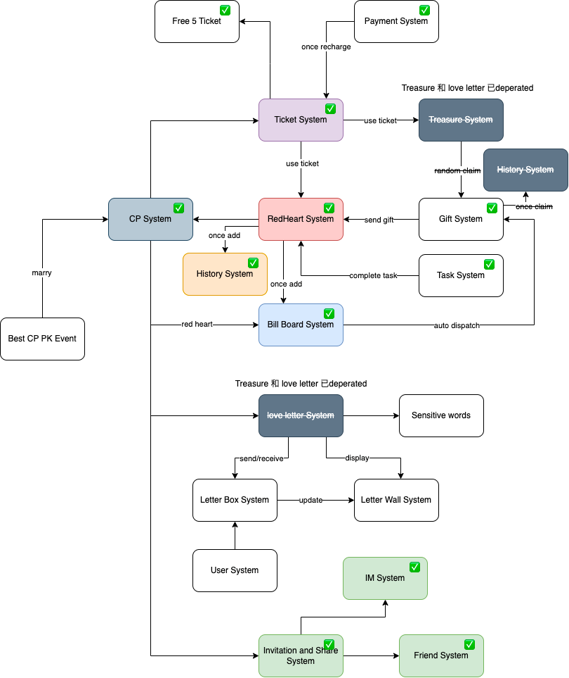 Free 5 Ticket
Payment System
once recharge
Treasure 和 love letter 已deperated
Ticket System
use ticket
Treasure System
use ticket
random claim
History System
once claim
CP System
RedHeart System
send gift
Gift System
once add
marry
History System
once add
complete task
Task System
Best CP PK Event
red heart
Bill Board System
auto dispatch
Treasure 和 love letter 已deperated
love letter System
Sensitive words
send/receive
display
Letter Box System
update
Letter Wall System
User System
IM System
Invitation and Share
System
Friend System